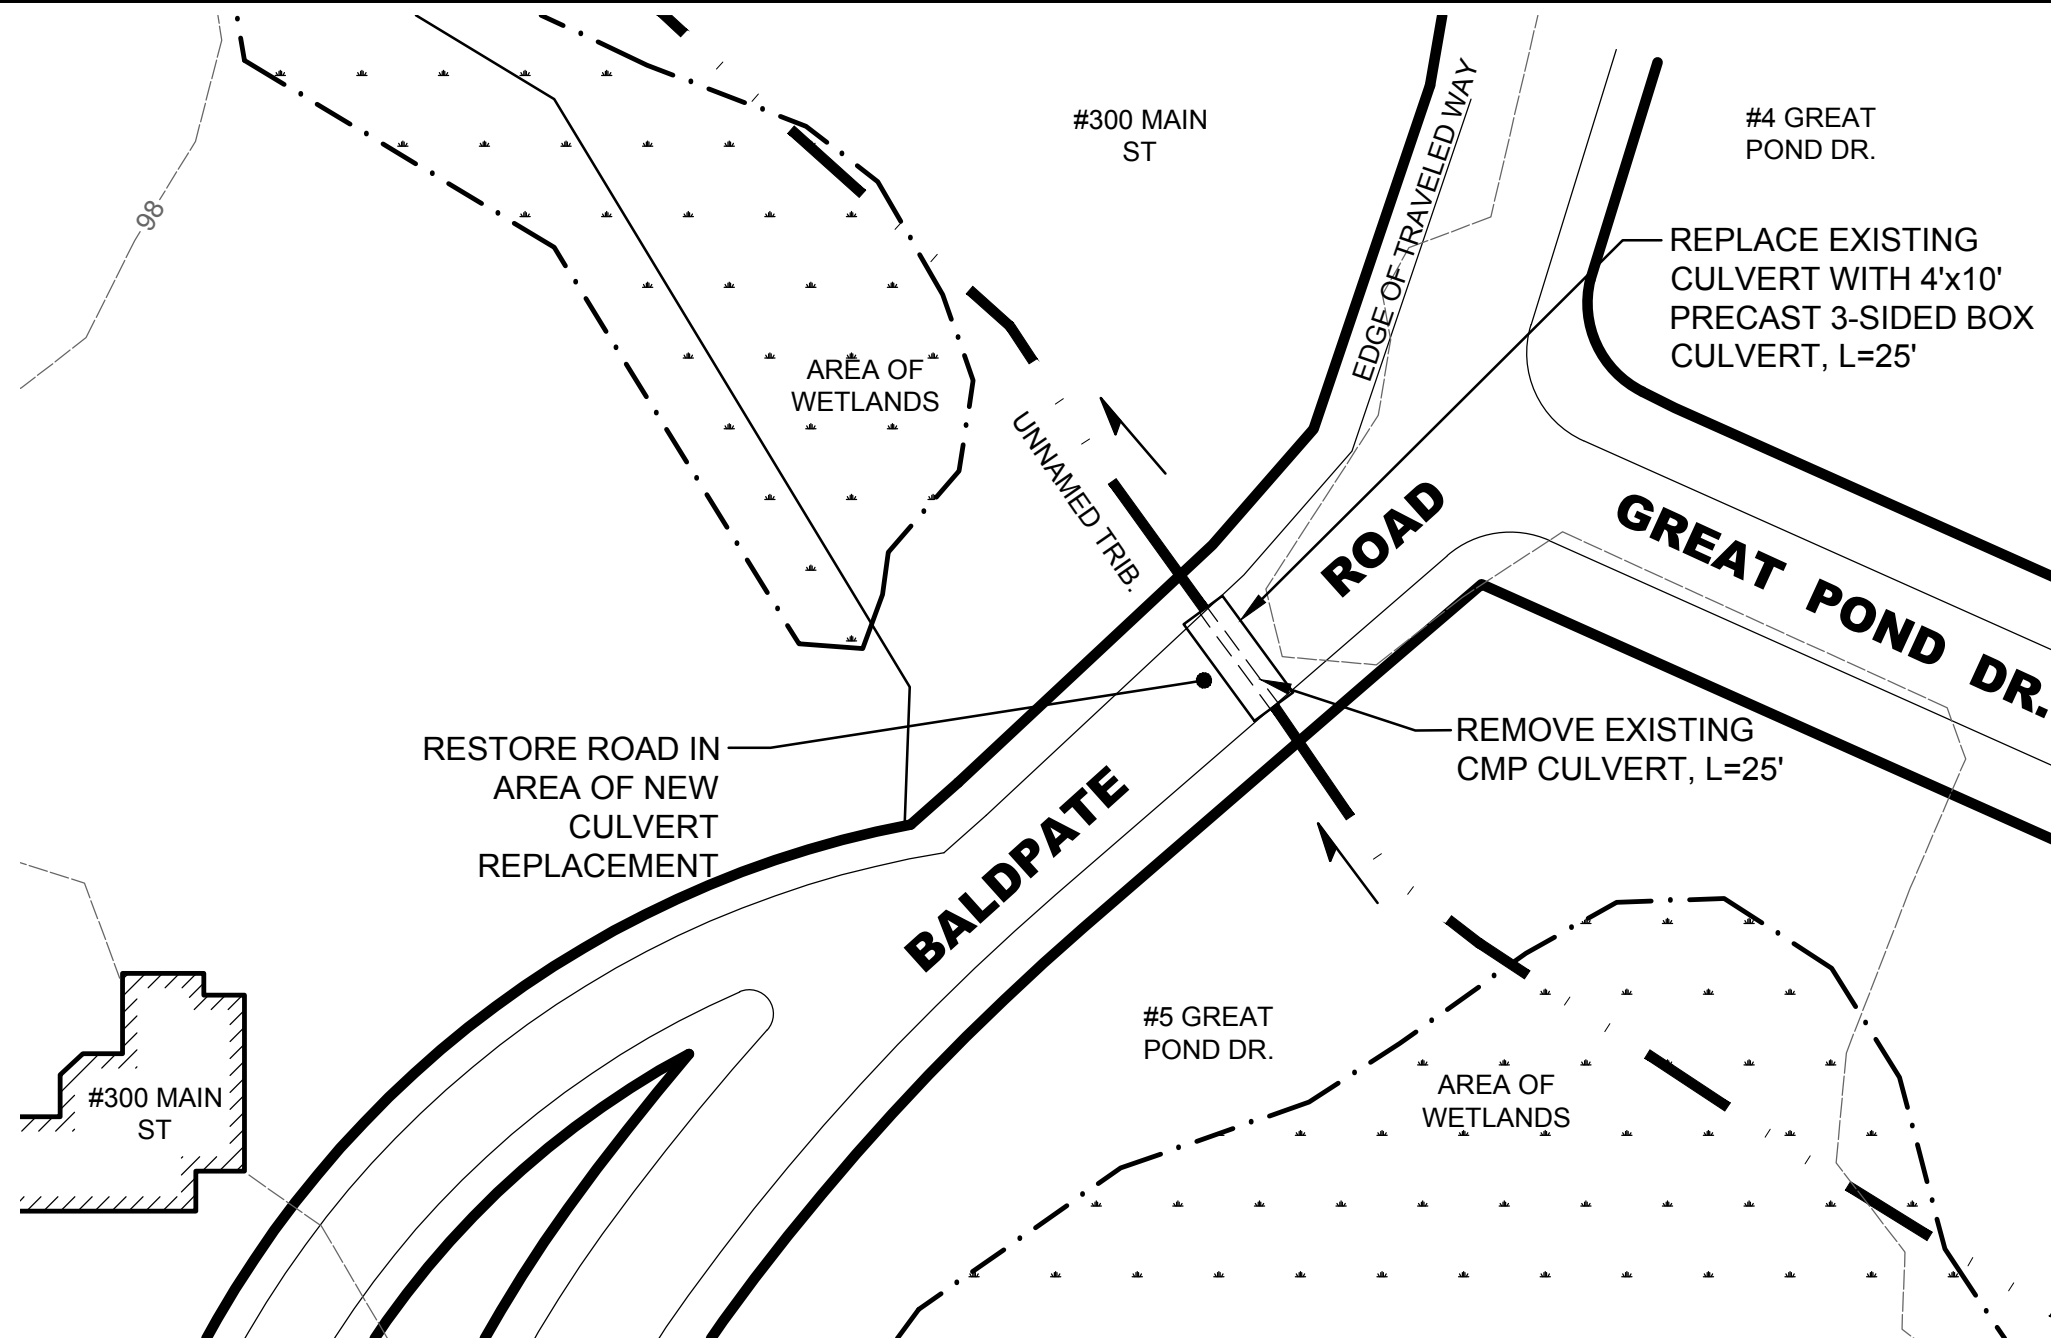 98
#300 MAIN
ST
EDGE OF TRAVELED WAY
#4 GREAT
POND DR.
REPLACE EXISTING
CULVERT WITH 4'x10'
PRECAST 3-SIDED BOX
CULVERT, L=25'
AREA OF
WETLANDS
UNNAMED TRIB.
BALDPATE ROAD
GREAT POND DR.
RESTORE ROAD IN
AREA OF NEW
CULVERT
REPLACEMENT
REMOVE EXISTING
CMP CULVERT, L=25'
#5 GREAT
POND DR.
AREA OF
WETLANDS
#300 MAIN
ST